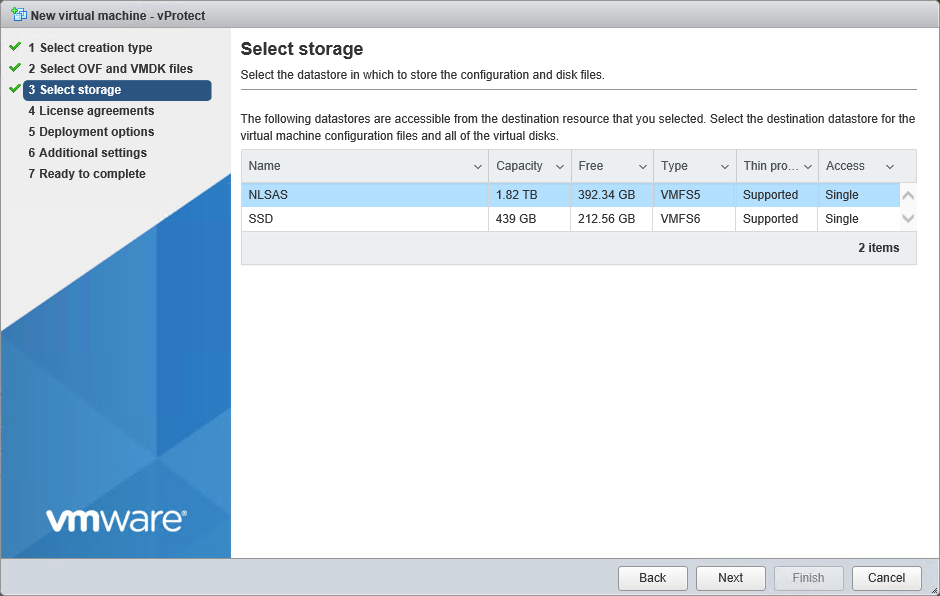 New virtual machine - vProtect
1 Select creation type
2 Select OVF and VMDK files
3 Select storage
4 License agreements
5 Deployment options
6 Additional settings
7 Ready to complete
vmware®
Select storage
Select the datastore in which to store the configuration and disk files.
The following datastores are accessible from the destination resource that you selected. Select the destination datastore for the
virtual machine configuration files and all of the virtual disks.
Name Capacity Free Type Thin pro... Access
NLSAS 1.82 TB 392.34 GB VMFS5 Supported Single
SSD 439 GB 212.56 GB VMFS6 Supported Single
2 items
Back Next Finish Cancel